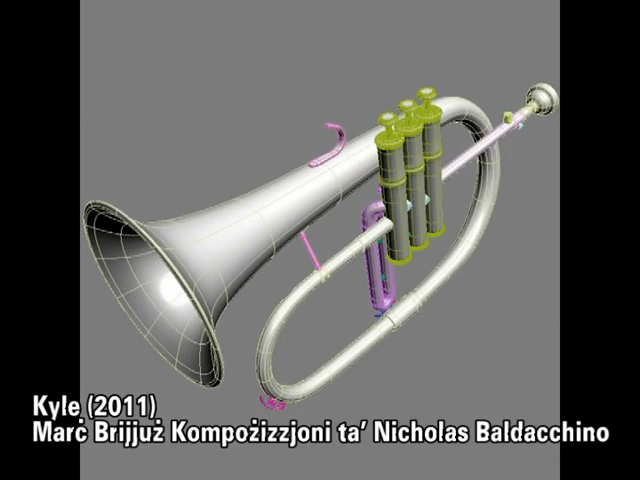 Kyle (2011)
Marċ Brijjuż Kompożizzjoni ta' Nicholas Baldacchino